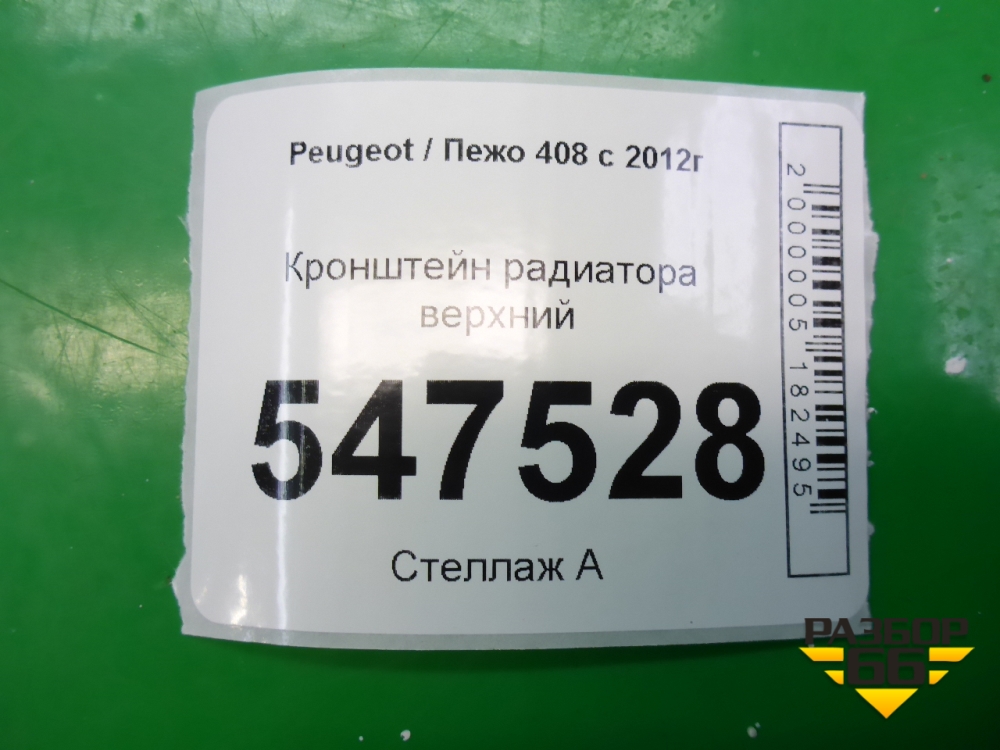 Peugeot / Пежо 408 с 2012г
Кронштейн радиатора
верхний
547528
Стеллаж А
2000005182495
РАЗБОР
66